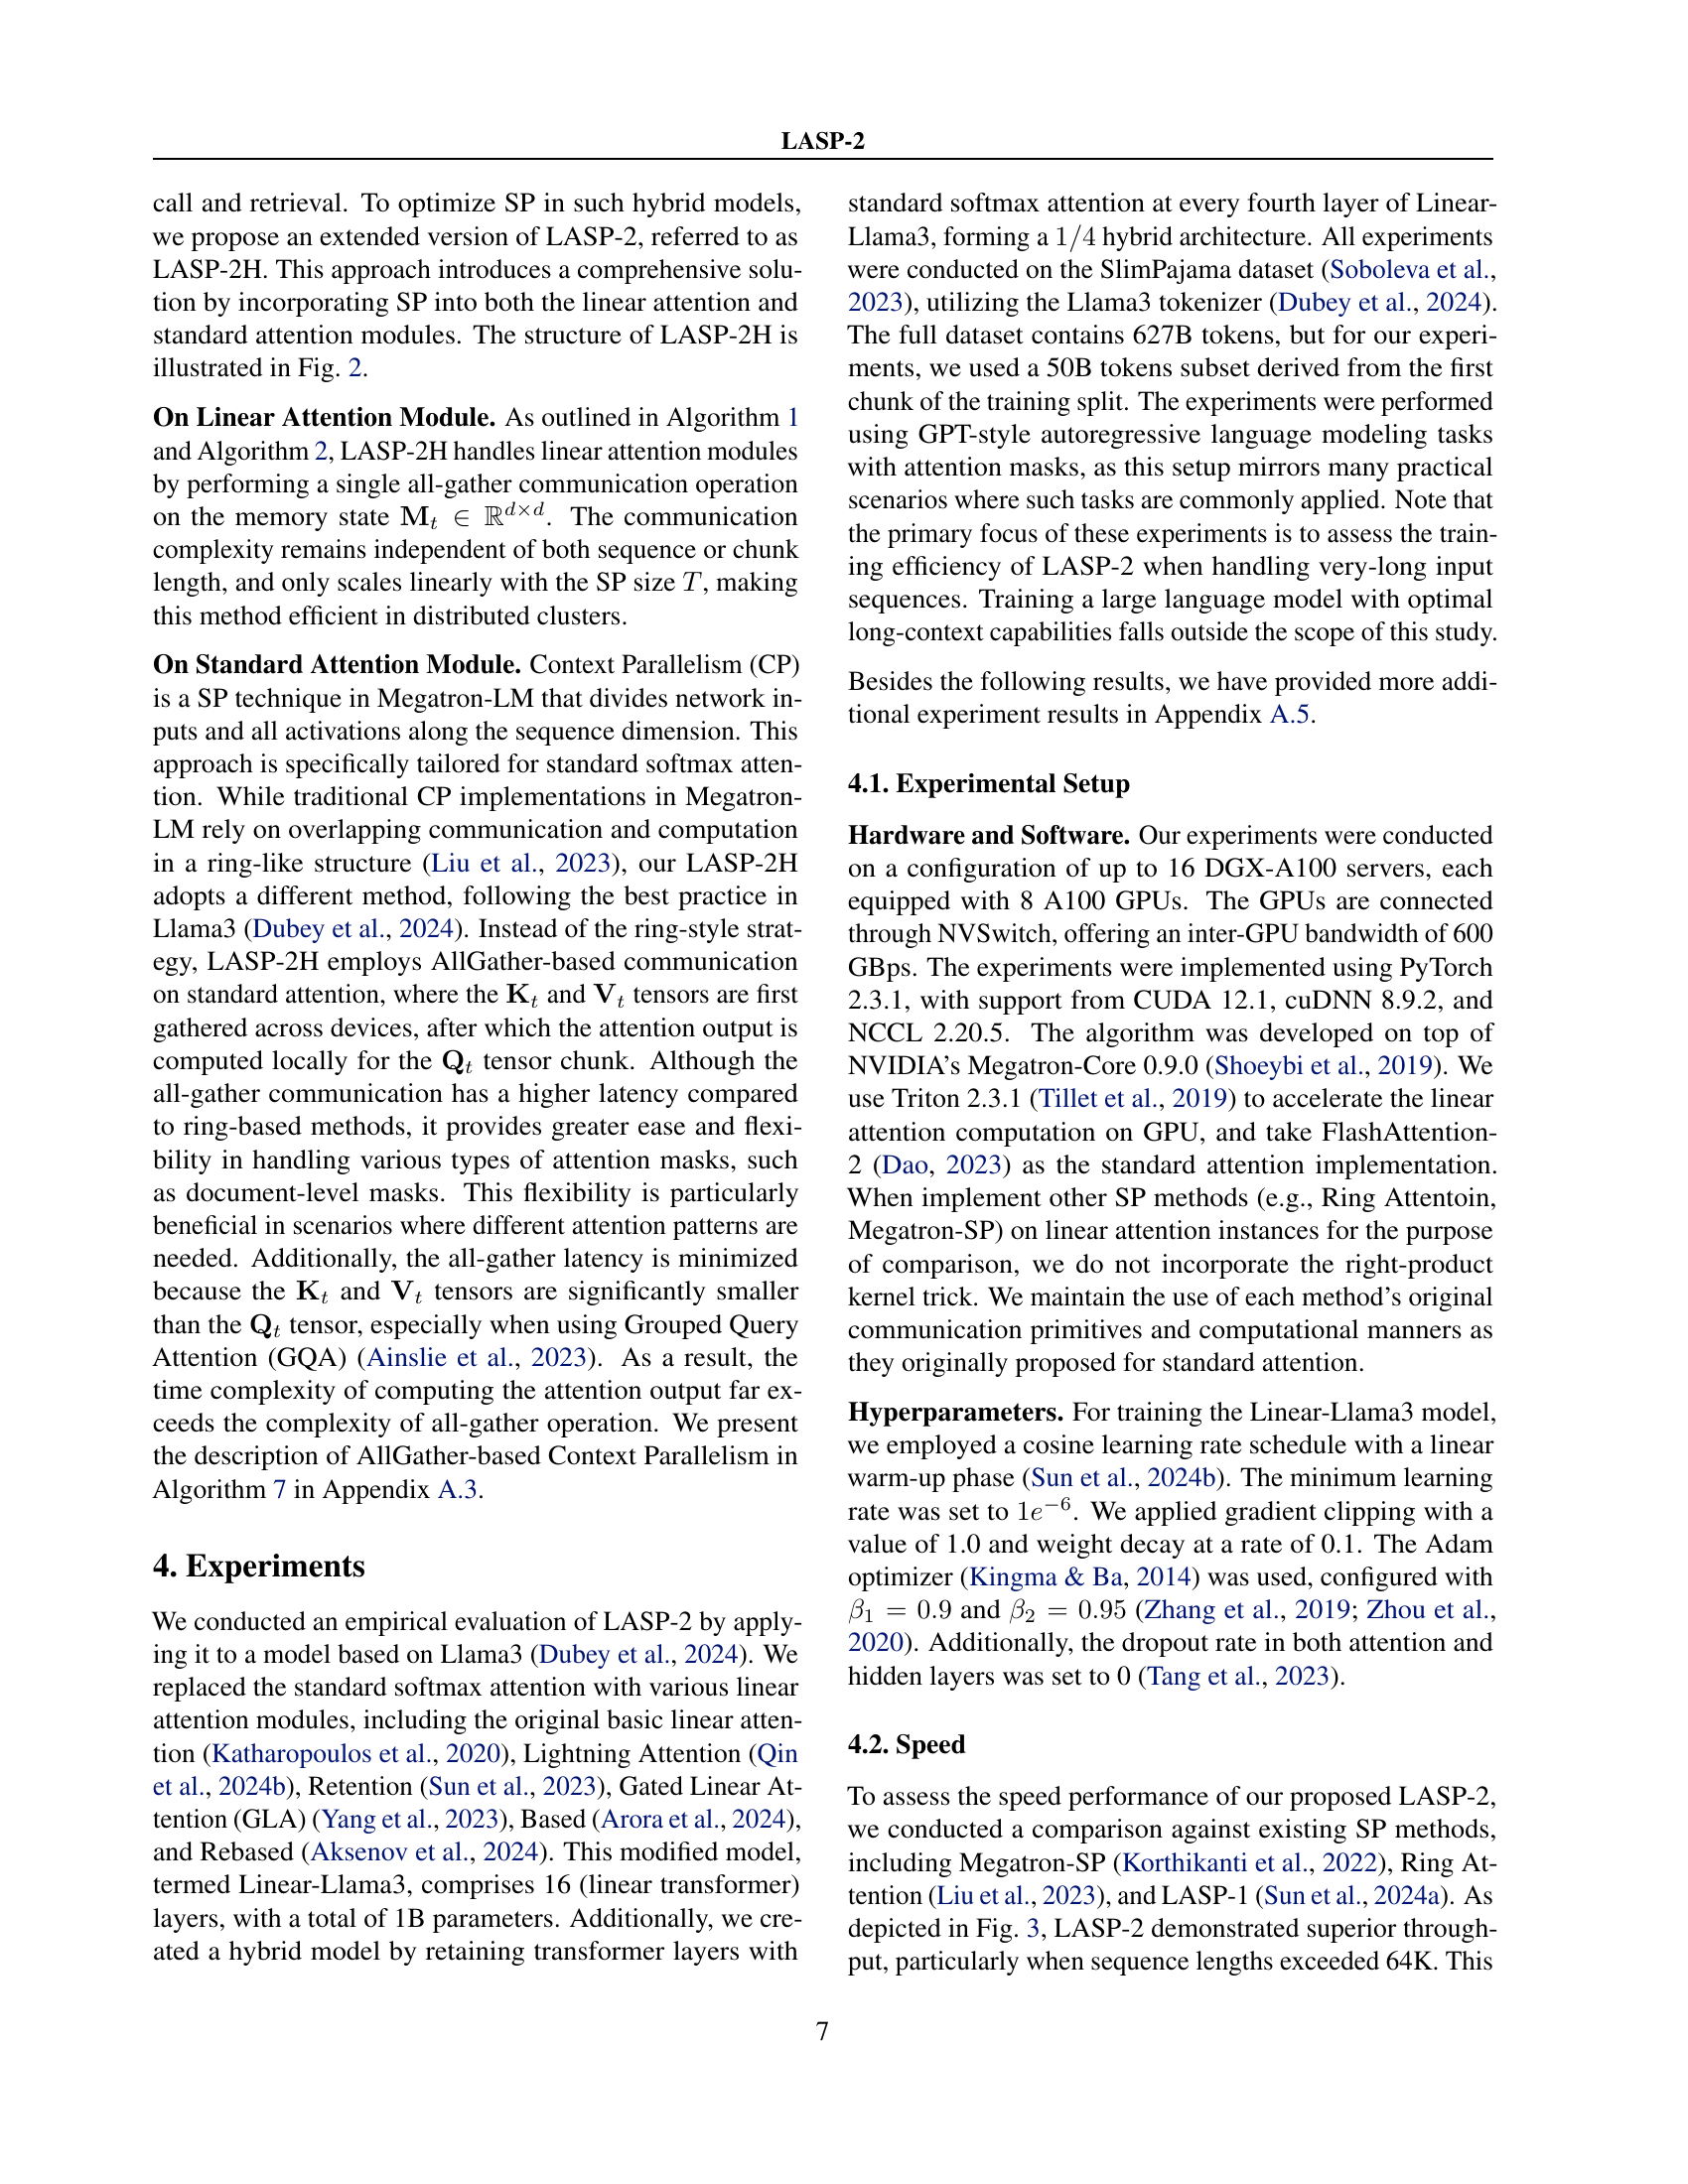 LASP-2
call and retrieval. To optimize SP in such hybrid models,
we propose an extended version of LASP-2, referred to as
LASP-2H. This approach introduces a comprehensive solu-
tion by incorporating SP into both the linear attention and
standard attention modules. The structure of LASP-2H is
illustrated in Fig. 2.
On Linear Attention Module. As outlined in Algorithm 1
and Algorithm 2, LASP-2H handles linear attention modules
by performing a single all-gather communication operation
on the memory state M_t ∈ ℝ^{d×d}. The communication
complexity remains independent of both sequence or chunk
length, and only scales linearly with the SP size T, making
this method efficient in distributed clusters.
On Standard Attention Module. Context Parallelism (CP)
is a SP technique in Megatron-LM that divides network in-
puts and all activations along the sequence dimension. This
approach is specifically tailored for standard softmax atten-
tion. While traditional CP implementations in Megatron-
LM rely on overlapping communication and computation
in a ring-like structure (Liu et al., 2023), our LASP-2H
adopts a different method, following the best practice in
Llama3 (Dubey et al., 2024). Instead of the ring-style strat-
egy, LASP-2H employs AllGather-based communication
on standard attention, where the K_t and V_t tensors are first
gathered across devices, after which the attention output is
computed locally for the Q_t tensor chunk. Although the
all-gather communication has a higher latency compared
to ring-based methods, it provides greater ease and flexi-
bility in handling various types of attention masks, such
as document-level masks. This flexibility is particularly
beneficial in scenarios where different attention patterns are
needed. Additionally, the all-gather latency is minimized
because the K_t and V_t tensors are significantly smaller
than the Q_t tensor, especially when using Grouped Query
Attention (GQA) (Ainslie et al., 2023). As a result, the
time complexity of computing the attention output far ex-
ceeds the complexity of all-gather operation. We present
the description of AllGather-based Context Parallelism in
Algorithm 7 in Appendix A.3.
4. Experiments
We conducted an empirical evaluation of LASP-2 by apply-
ing it to a model based on Llama3 (Dubey et al., 2024). We
replaced the standard softmax attention with various linear
attention modules, including the original basic linear atten-
tion (Katharopoulos et al., 2020), Lightning Attention (Qin
et al., 2024b), Retention (Sun et al., 2023), Gated Linear At-
tention (GLA) (Yang et al., 2023), Based (Arora et al., 2024),
and Rebased (Aksenov et al., 2024). This modified model,
termed Linear-Llama3, comprises 16 (linear transformer)
layers, with a total of 1B parameters. Additionally, we cre-
ated a hybrid model by retaining transformer layers with
standard softmax attention at every fourth layer of Linear-
Llama3, forming a 1/4 hybrid architecture. All experiments
were conducted on the SlimPajama dataset (Soboleva et al.,
2023), utilizing the Llama3 tokenizer (Dubey et al., 2024).
The full dataset contains 627B tokens, but for our experi-
ments, we used a 50B tokens subset derived from the first
chunk of the training split. The experiments were performed
using GPT-style autoregressive language modeling tasks
with attention masks, as this setup mirrors many practical
scenarios where such tasks are commonly applied. Note that
the primary focus of these experiments is to assess the train-
ing efficiency of LASP-2 when handling very-long input
sequences. Training a large language model with optimal
long-context capabilities falls outside the scope of this study.
Besides the following results, we have provided more addi-
tional experiment results in Appendix A.5.
4.1. Experimental Setup
Hardware and Software. Our experiments were conducted
on a configuration of up to 16 DGX-A100 servers, each
equipped with 8 A100 GPUs. The GPUs are connected
through NVSwitch, offering an inter-GPU bandwidth of 600
GBps. The experiments were implemented using PyTorch
2.3.1, with support from CUDA 12.1, cuDNN 8.9.2, and
NCCL 2.20.5. The algorithm was developed on top of
NVIDIA's Megatron-Core 0.9.0 (Shoeybi et al., 2019). We
use Triton 2.3.1 (Tillet et al., 2019) to accelerate the linear
attention computation on GPU, and take FlashAttention-
2 (Dao, 2023) as the standard attention implementation.
When implement other SP methods (e.g., Ring Attentoin,
Megatron-SP) on linear attention instances for the purpose
of comparison, we do not incorporate the right-product
kernel trick. We maintain the use of each method's original
communication primitives and computational manners as
they originally proposed for standard attention.
Hyperparameters. For training the Linear-Llama3 model,
we employed a cosine learning rate schedule with a linear
warm-up phase (Sun et al., 2024b). The minimum learning
rate was set to 1e^{−6}. We applied gradient clipping with a
value of 1.0 and weight decay at a rate of 0.1. The Adam
optimizer (Kingma & Ba, 2014) was used, configured with
β_1 = 0.9 and β_2 = 0.95 (Zhang et al., 2019; Zhou et al.,
2020). Additionally, the dropout rate in both attention and
hidden layers was set to 0 (Tang et al., 2023).
4.2. Speed
To assess the speed performance of our proposed LASP-2,
we conducted a comparison against existing SP methods,
including Megatron-SP (Korthikanti et al., 2022), Ring At-
tention (Liu et al., 2023), and LASP-1 (Sun et al., 2024a). As
depicted in Fig. 3, LASP-2 demonstrated superior through-
put, particularly when sequence lengths exceeded 64K. This
7